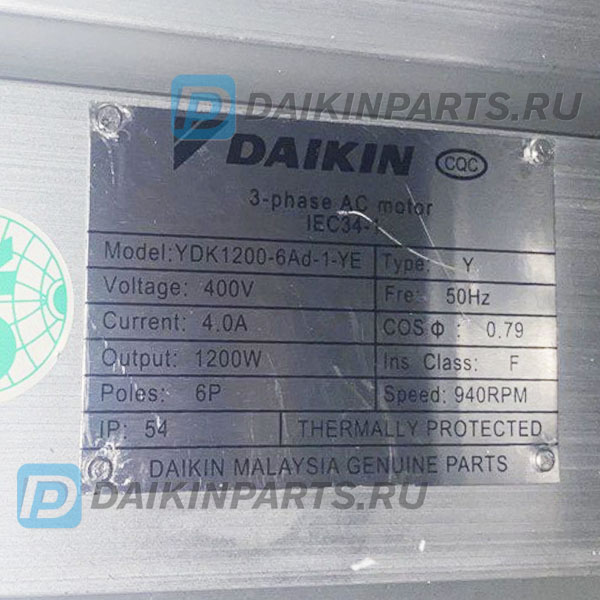 DAIKINPARTS.RU
DAIKIN CQC
3-phase AC motor
IEC34-1
Model: YDK1200-6Ad-1-YE Type: Y
Voltage: 400V Fre: 50Hz
Current: 4.0A COS Φ : 0.79
Output: 1200W Ins Class: F
Poles: 6P Speed: 940RPM
IP: 54 THERMALLY PROTECTED
DAIKIN MALAYSIA GENUINE PARTS
DAIKINPARTS.RU